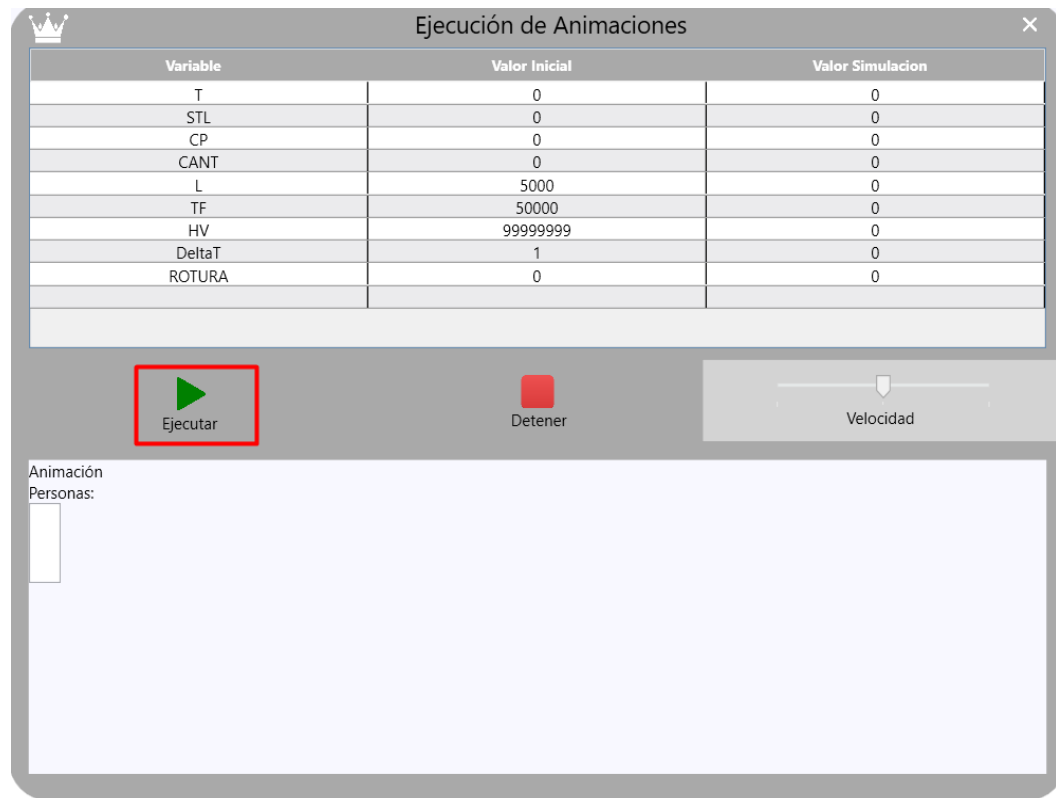 Ejecución de Animaciones
Variable Valor Inicial Valor Simulacion
T 0 0
STL 0 0
CP 0 0
CANT 0 0
L 5000 0
TF 50000 0
HV 99999999 0
DeltaT 1 0
ROTURA 0 0
Ejecutar Detener Velocidad
Animación
Personas: